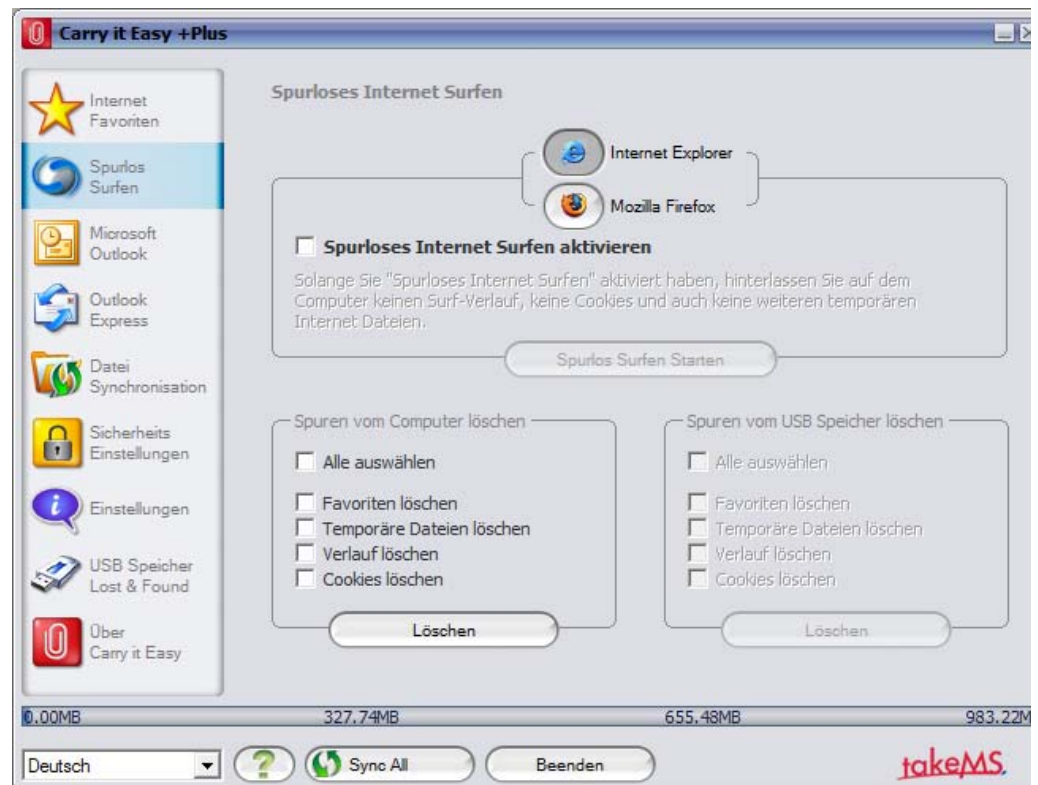 Carry it Easy +Plus
Internet
Favoriten
Spurlos
Surfen
Microsoft
Outlook
Outlook
Express
Datei
Synchronisation
Sicherheits
Einstellungen
Einstellungen
USB Speicher
Lost & Found
Über
Carry it Easy
Spurloses Internet Surfen
Internet Explorer
Mozilla Firefox
Spurloses Internet Surfen aktivieren
Solange Sie "Spurloses Internet Surfen" aktiviert haben, hinterlassen Sie auf dem
Computer keinen Surf-Verlauf, keine Cookies und auch keine weiteren temporären
Internet Dateien.
Spurlos Surfen Starten
Spuren vom Computer löschen
Alle auswählen
Favoriten löschen
Temporäre Dateien löschen
Verlauf löschen
Cookies löschen
Löschen
Spuren vom USB Speicher löschen
Alle auswählen
Favoriten löschen
Temporäre Dateien löschen
Verlauf löschen
Cookies löschen
Löschen
0.00MB 327.74MB 655.48MB 983.22M
Deutsch ? Sync All Beenden takeMS.